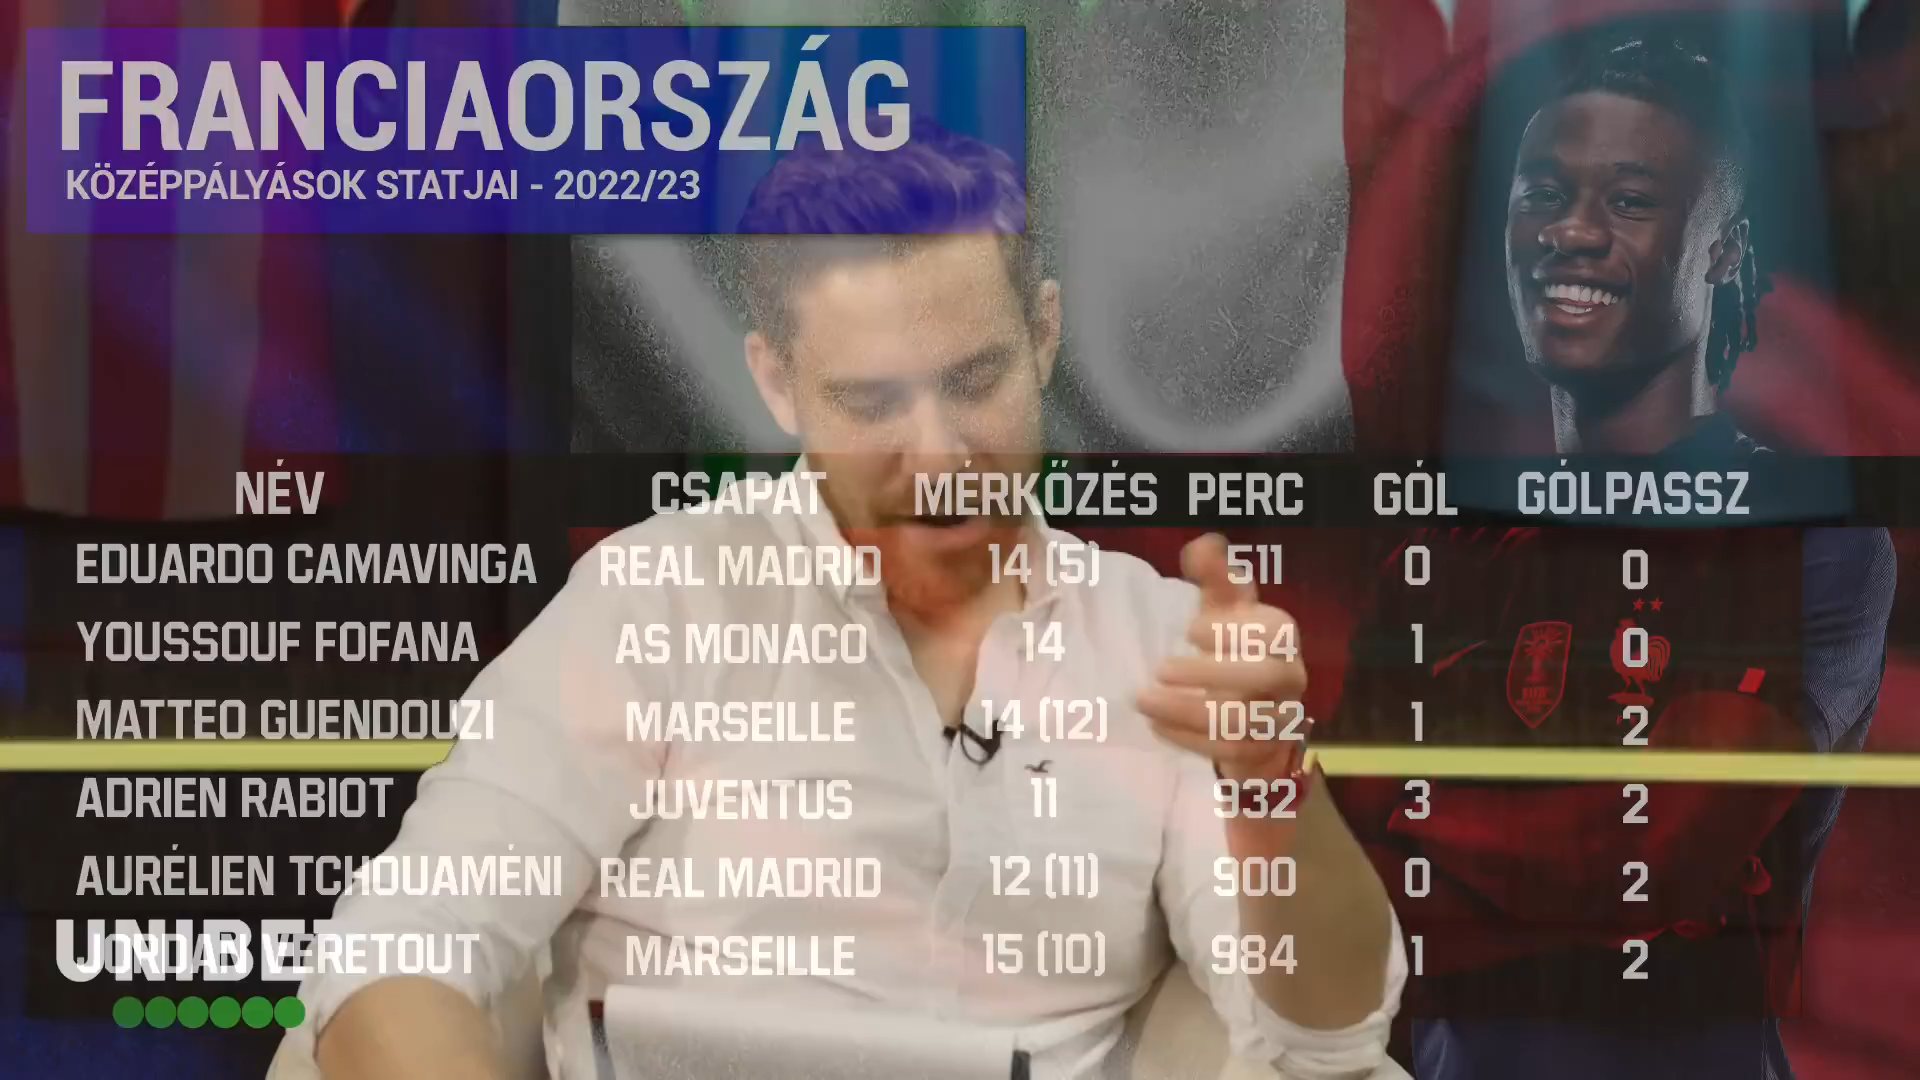 FRANCIAORSZÁG
KÖZÉPPÁLYÁSOK STATJAI - 2022/23
NÉV CSAPAT MÉRKŐZÉS PERC GÓL GÓLPASSZ
EDUARDO CAMAVINGA REAL MADRID 14 (5) 511 0 0
YOUSSOUF FOFANA AS MONACO 14 1164 1 0
MATTEO GUENDOUZI MARSEILLE 14 (12) 1052 1 2
ADRIEN RABIOT JUVENTUS 11 932 3 2
AURÉLIEN TCHOUAMÉNI REAL MADRID 12 (11) 900 0 2
JORDAN VERETOUT MARSEILLE 15 (10) 984 1 2
UNIBET